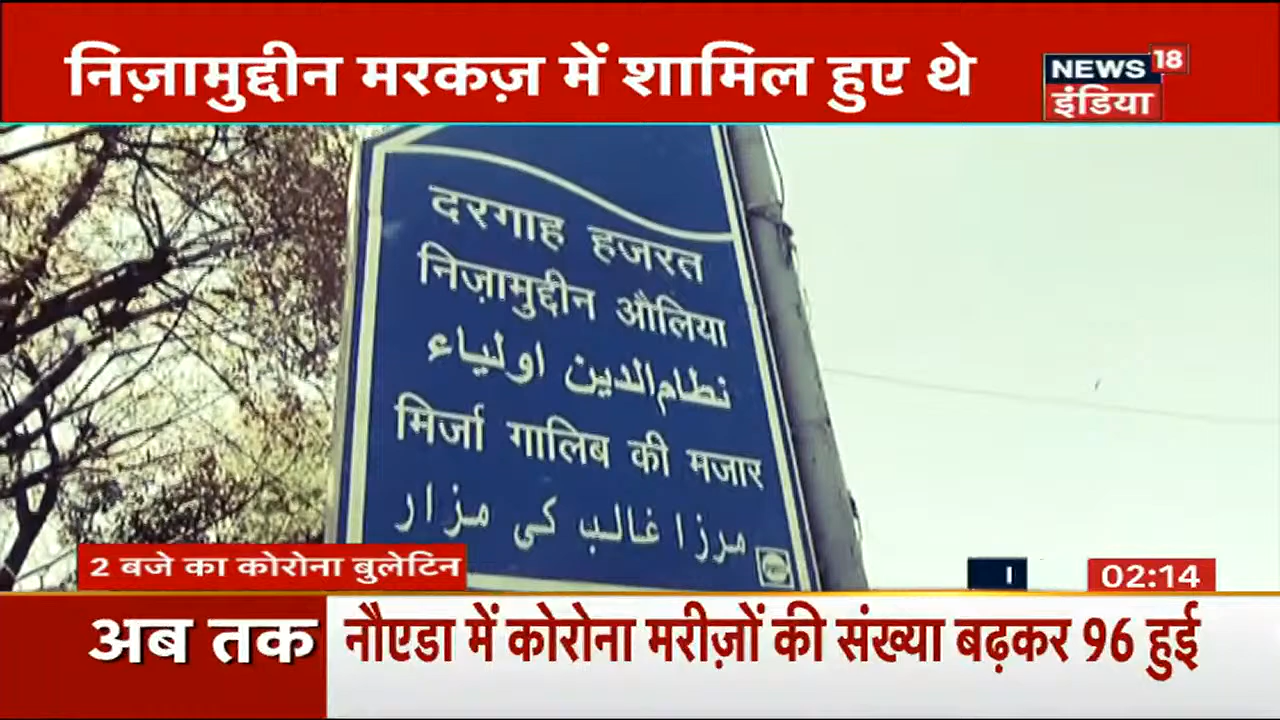 निज़ामुद्दीन मरकज़ में शामिल हुए थे
NEWS 18
इंडिया
दरगाह हजरत
निज़ामुद्दीन औलिया
نظام الدین اولیاء
मिर्जा गालिब की मजार
مرزا غالب کی مزار
2 बजे का कोरोना बुलेटिन
02:14
अब तक
नौएडा में कोरोना मरीज़ों की संख्या बढ़कर 96 हुई